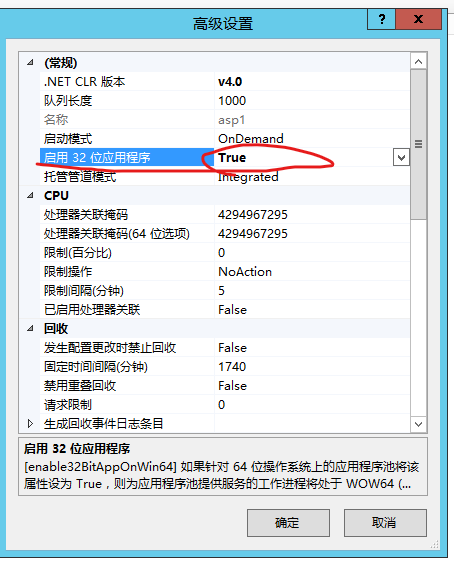 高级设置
?
X
(常规)
.NET CLR 版本 v4.0
队列长度 1000
名称 asp1
启动模式 OnDemand
启用 32 位应用程序 True
托管管道模式 Integrated
CPU
处理器关联掩码 4294967295
处理器关联掩码(64 位选项) 4294967295
限制(百分比) 0
限制操作 NoAction
限制间隔(分钟) 5
已启用处理器关联 False
回收
发生配置更改时禁止回收 False
固定时间间隔(分钟) 1740
禁用重叠回收 False
请求限制 0
生成回收事件日志条目
启用 32 位应用程序
[enable32BitAppOnWin64] 如果针对 64 位操作系统上的应用程序池将该
属性设为 True，则为应用程序池提供服务的工作进程将处于 WOW64 (...
确定
取消